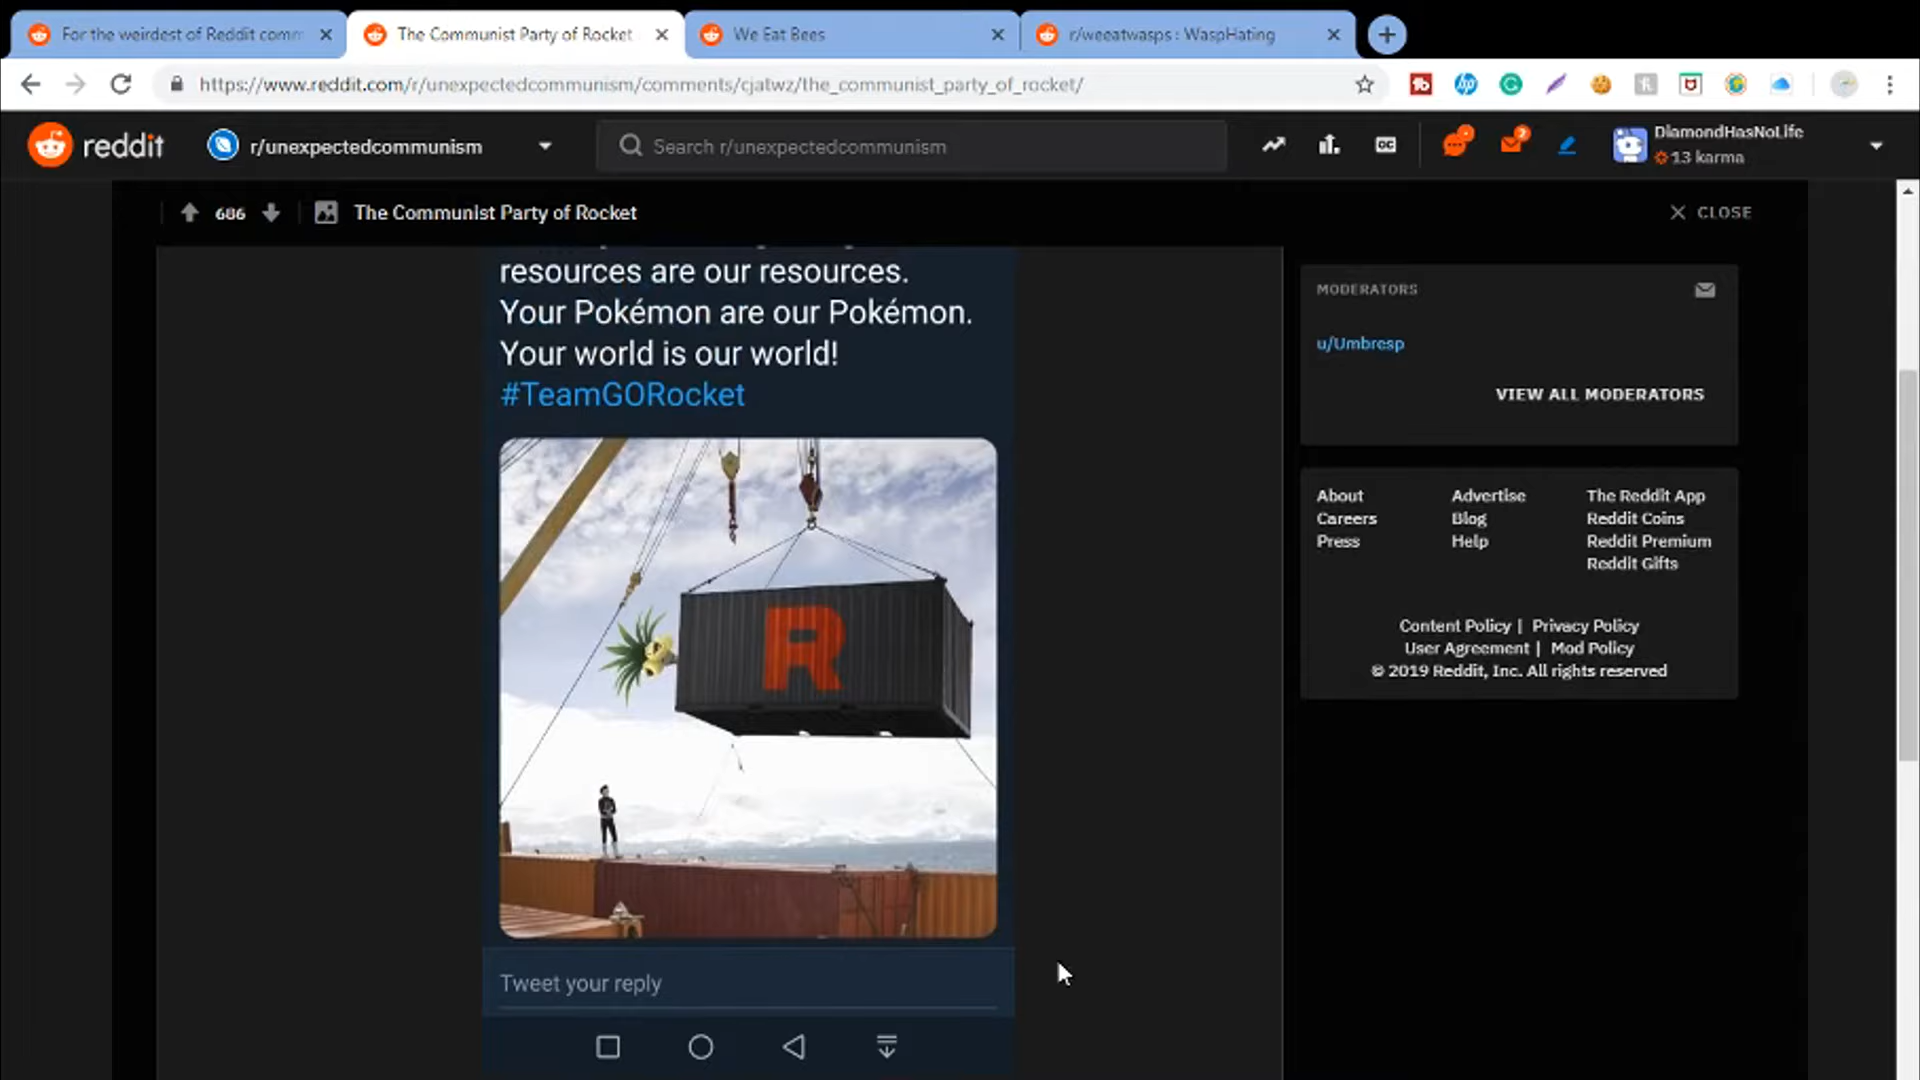 For the weirdest of Reddit comm
The Communist Party of Rocket
We Eat Bees
r/weeatwasps : WaspHating
https://www.reddit.com/r/unexpectedcommunism/comments/cjatwz/the_communist_party_of_rocket/
reddit
r/unexpectedcommunism
Search r/unexpectedcommunism
DiamondHasNoLife
13 karma
686
The Communist Party of Rocket
CLOSE
resources are our resources.
Your Pokémon are our Pokémon.
Your world is our world!
#TeamGORocket
R
Tweet your reply
MODERATORS
u/Umbresp
VIEW ALL MODERATORS
About
Careers
Press
Advertise
Blog
Help
The Reddit App
Reddit Coins
Reddit Premium
Reddit Gifts
Content Policy | Privacy Policy
User Agreement | Mod Policy
© 2019 Reddit, Inc. All rights reserved